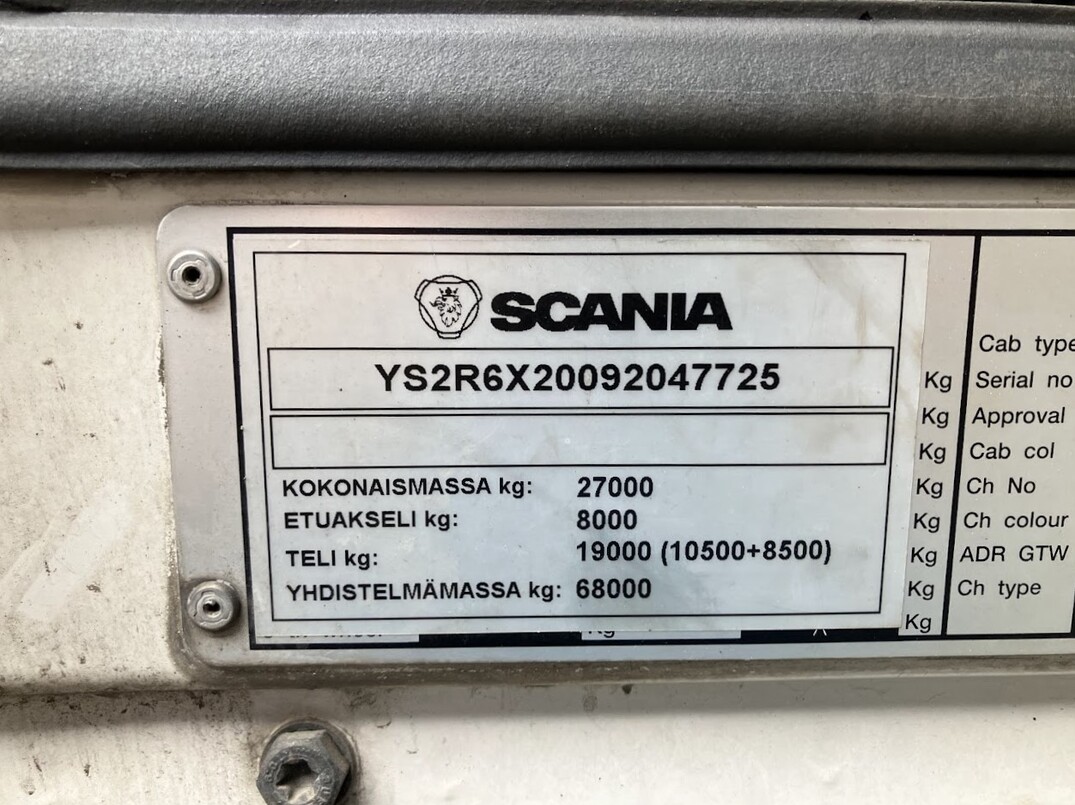 SCANIA
YS2R6X20092047725
KOKONAISMASSA kg: 27000
ETUAKSELI kg: 8000
TELI kg: 19000 (10500+8500)
YHDISTELMÄMASSA kg: 68000
Kg
Kg
Kg
Kg
Kg
Kg
Kg
Kg
Cab type
Serial no
Approval
Cab col
Ch No
Ch colour
ADR GTW
Ch type